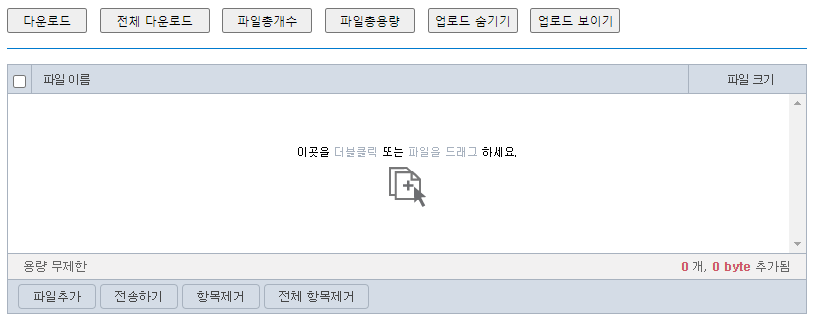 다운로드 전체 다운로드 파일총개수 파일총용량 업로드 숨기기 업로드 보이기
파일 이름 파일 크기
이곳을 더블클릭 또는 파일을 드래그 하세요.
용량 무제한 0 개, 0 byte 추가됨
파일추가 전송하기 항목제거 전체 항목제거